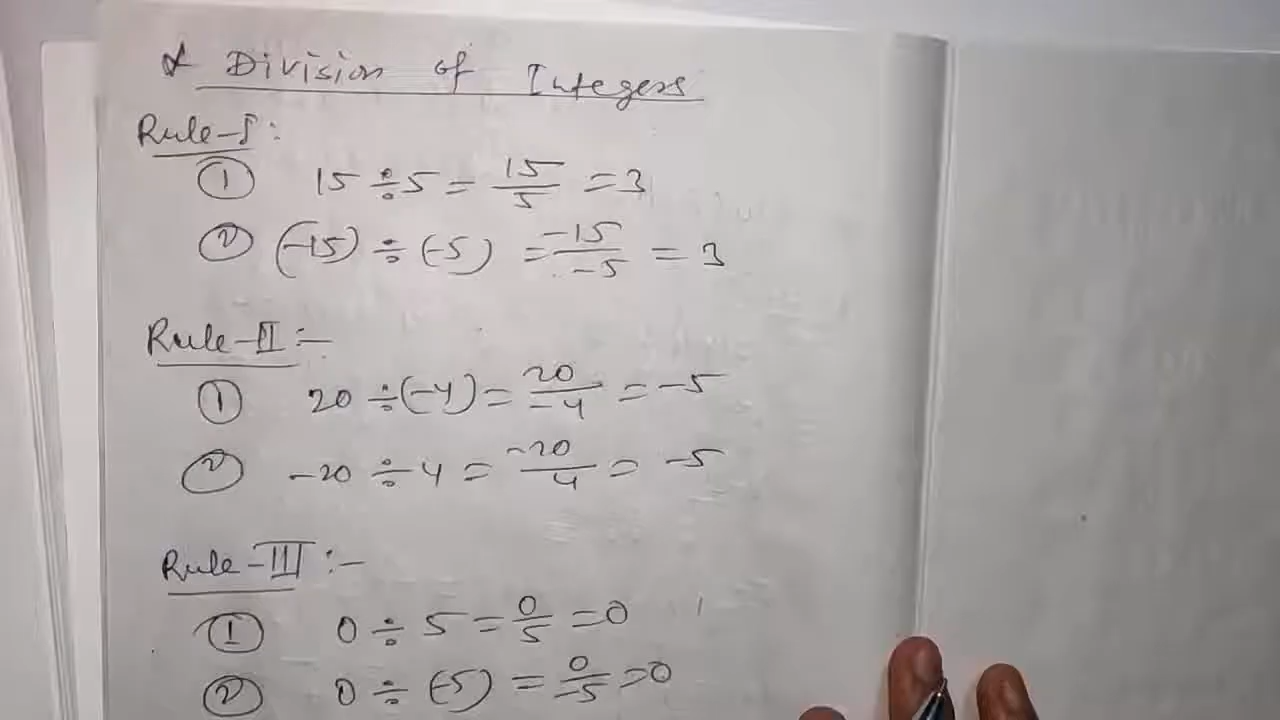 * Division of Integers
Rule-I:
① 15 ÷ 5 = 15/5 = 3
② (-15) ÷ (-5) = -15/-5 = 3
Rule-II :-
① 20 ÷ (-4) = 20/-4 = -5
② -20 ÷ 4 = -20/4 = -5
Rule-III :-
① 0 ÷ 5 = 0/5 = 0
② 0 ÷ (-5) = 0/-5 = 0